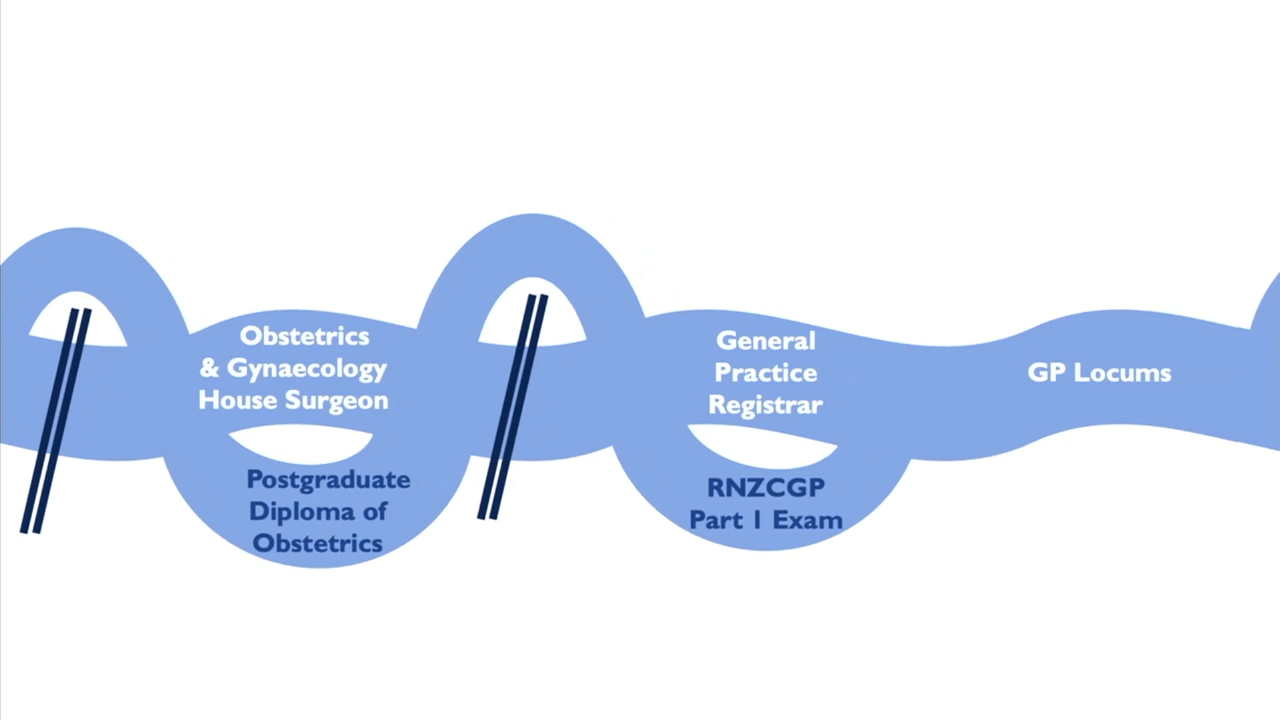 Obstetrics
& Gynaecology
House Surgeon
Postgraduate
Diploma of
Obstetrics
General
Practice
Registrar
RNZCGP
Part 1 Exam
GP Locums